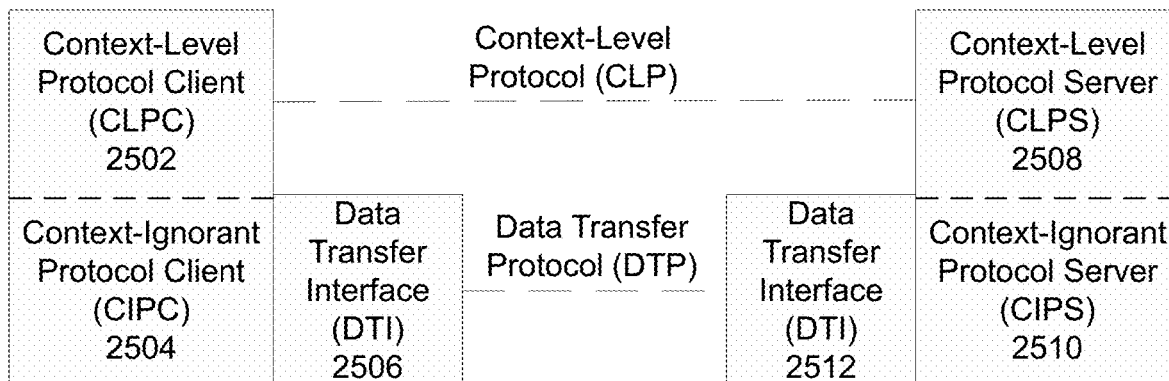 Context-Level
Protocol Client
(CLPC)
2502
Context-Level
Protocol (CLP)
Context-Level
Protocol Server
(CLPS)
2508
Context-Ignorant
Protocol Client
(CIPC)
2504
Data
Transfer
Interface
(DTI)
2506
Data Transfer
Protocol (DTP)
Data
Transfer
Interface
(DTI)
2512
Context-Ignorant
Protocol Server
(CIPS)
2510